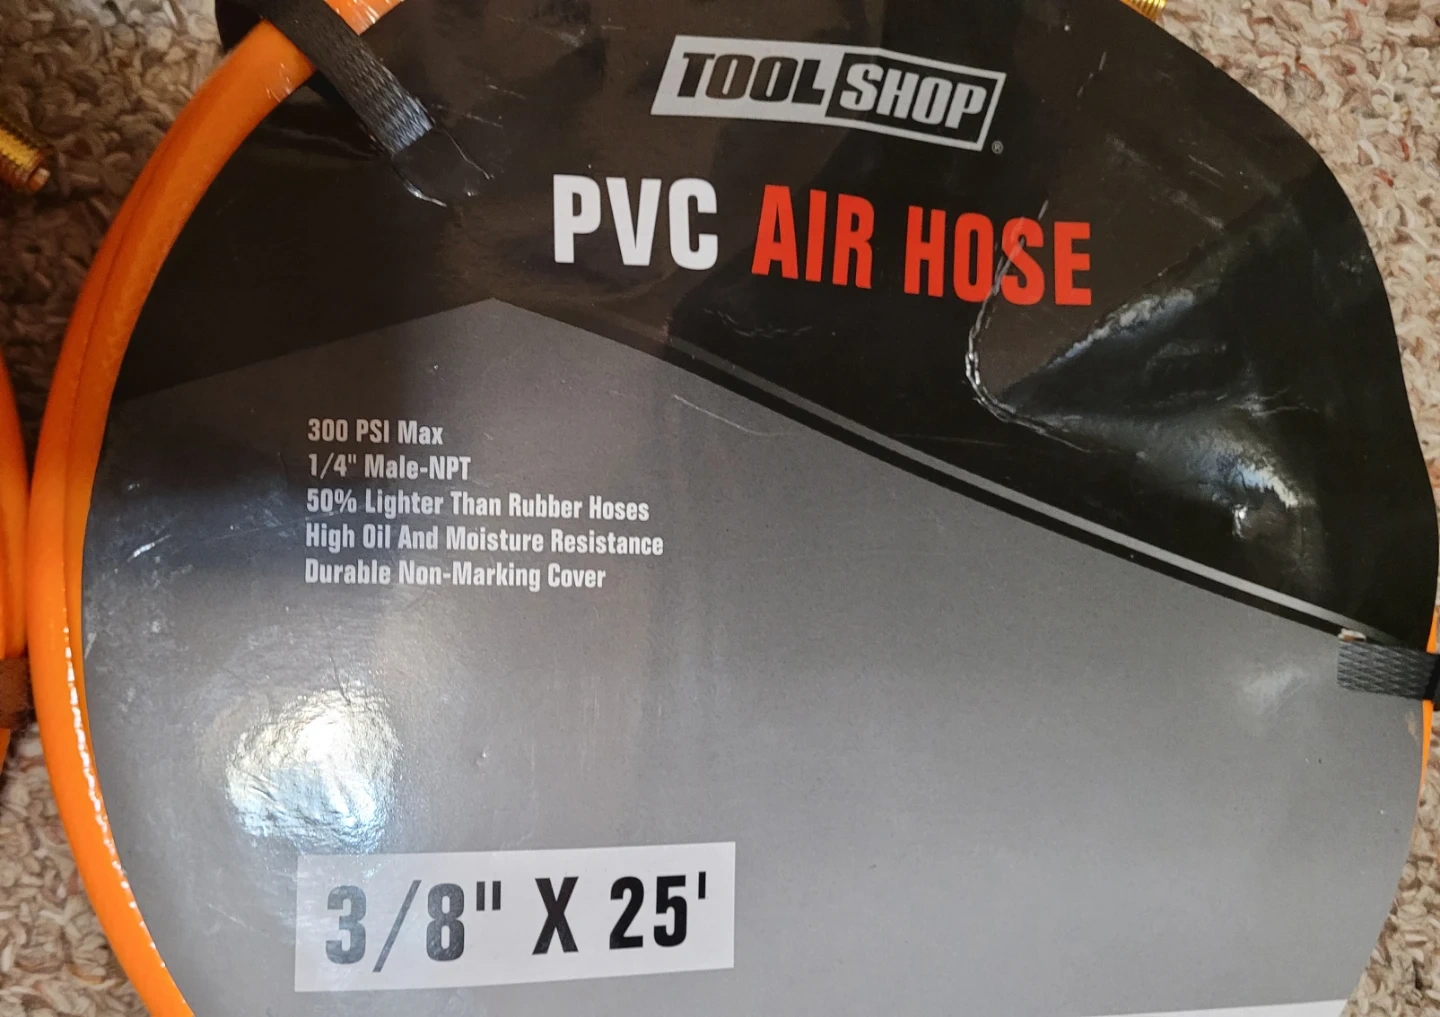 TOOL SHOP®
PVC AIR HOSE
300 PSI Max
1/4" Male-NPT
50% Lighter Than Rubber Hoses
High Oil And Moisture Resistance
Durable Non-Marking Cover
3/8" X 25'